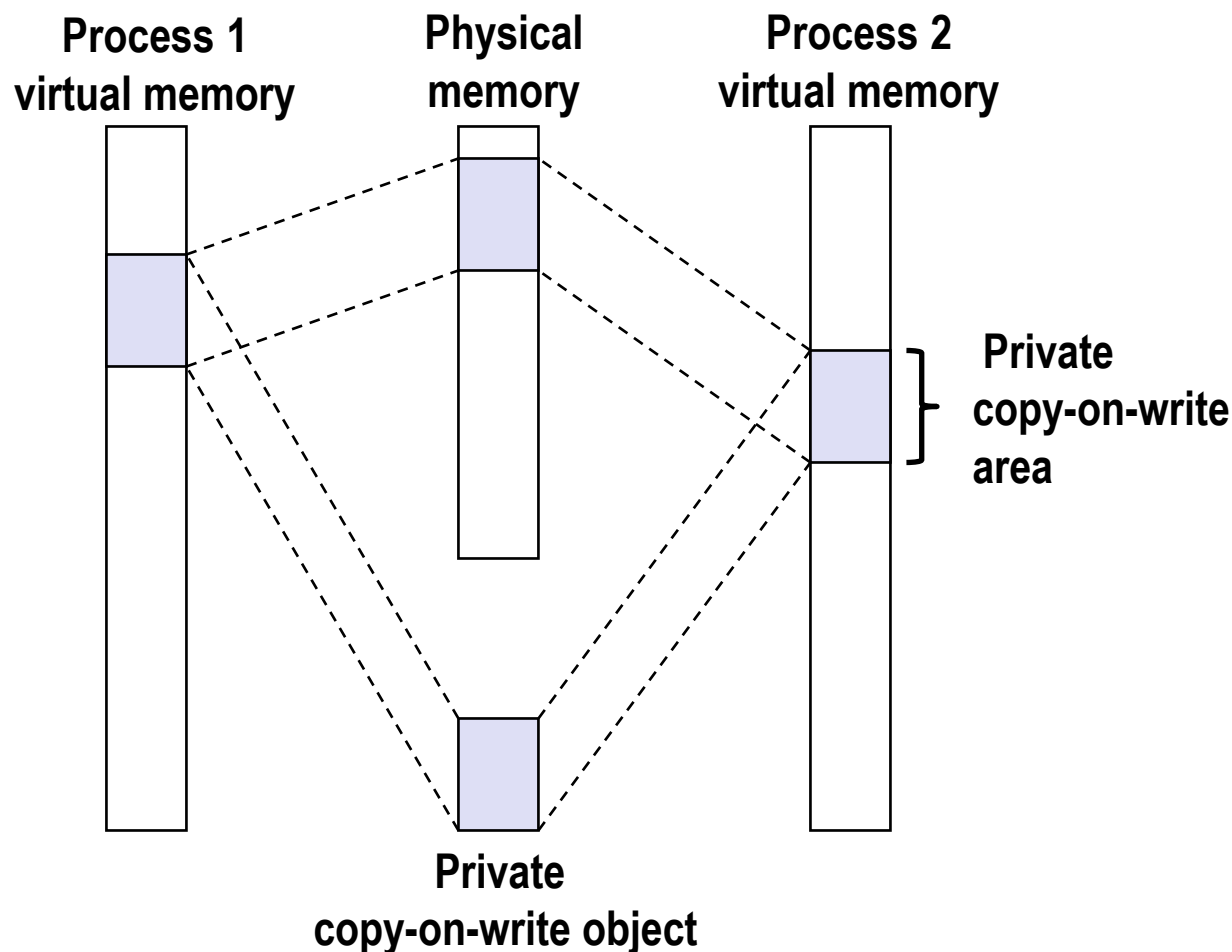 Process 1
virtual memory
Physical
memory
Process 2
virtual memory
Private
copy-on-write
area
Private
copy-on-write object